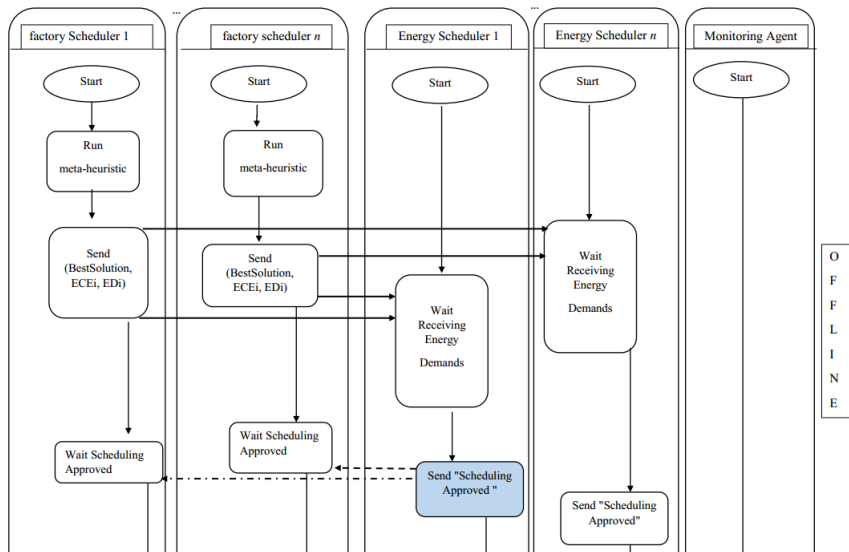 ...
...
factory Scheduler 1
factory scheduler n
Energy Scheduler 1
Energy Scheduler n
Monitoring Agent
Start
Start
Start
Start
Start
Run
meta-heuristic
Run
meta-heuristic
Send
(BestSolution,
ECEi, EDi)
Send
(BestSolution,
ECEi, EDi)
Wait
Receiving
Energy
Demands
Wait
Receiving
Energy
Demands
O
F
F
L
I
N
E
Wait Scheduling
Approved
Wait Scheduling
Approved
Send "Scheduling
Approved "
Send "Scheduling
Approved"